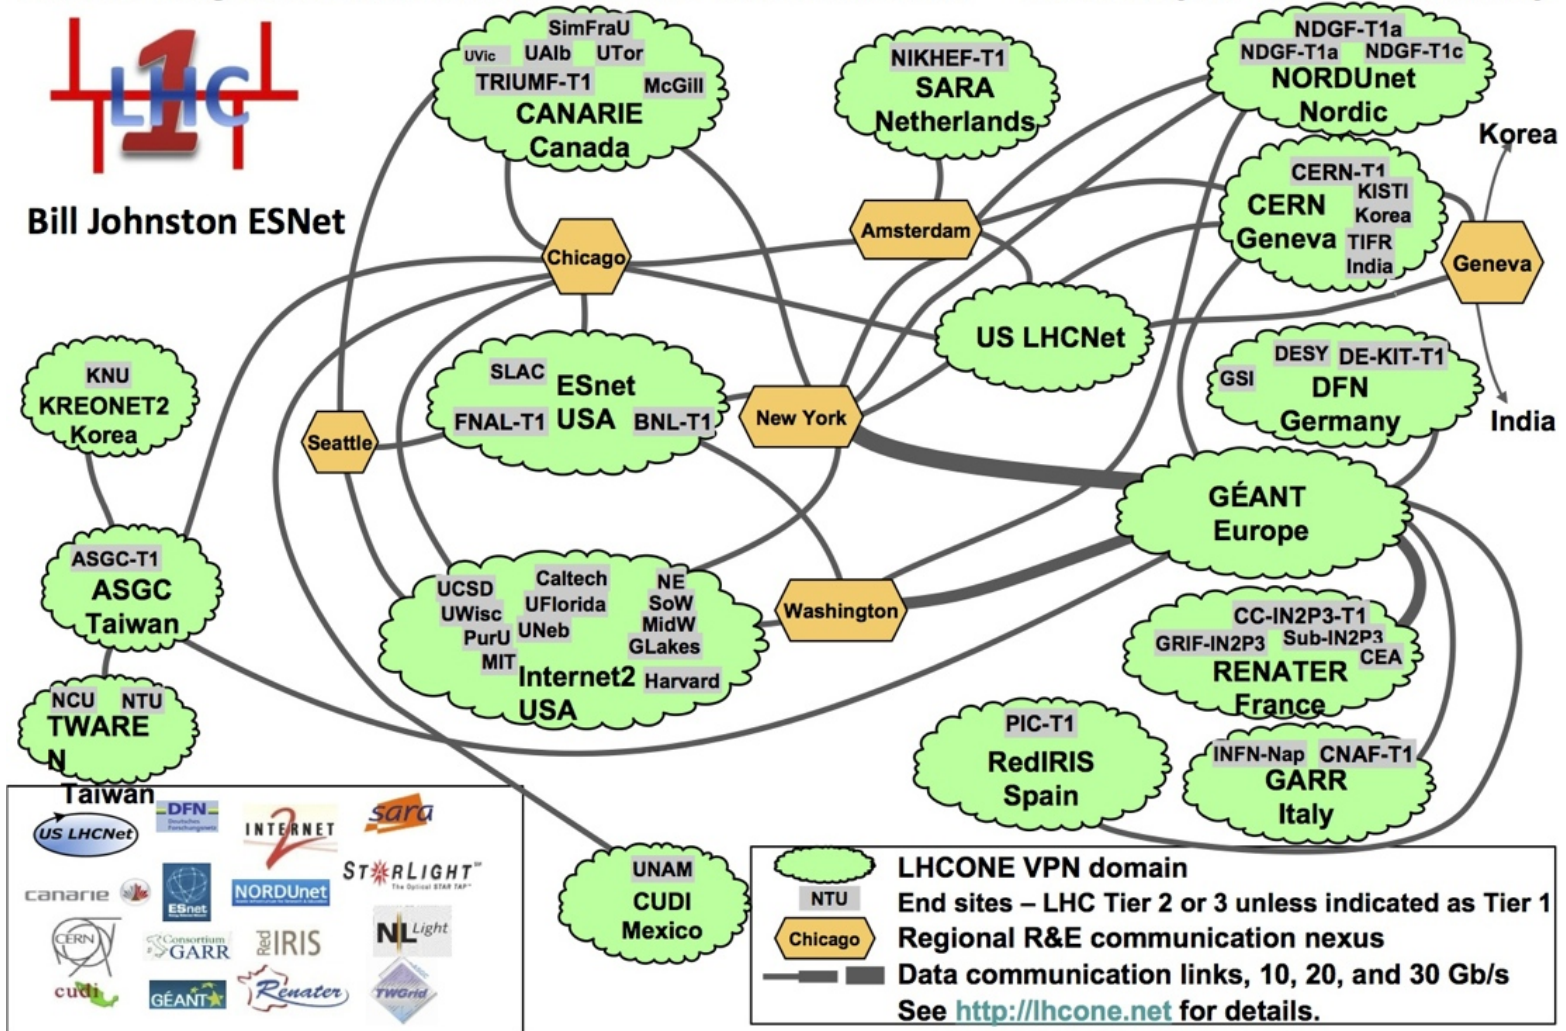 1
LHC
Bill Johnston ESNet
SimFraU
UVic
UAlb
UTor
TRIUMF-T1
McGill
CANARIE
Canada
NIKHEF-T1
SARA
Netherlands
NDGF-T1a
NDGF-T1a
NDGF-T1c
NORDUnet
Nordic
Korea
CERN-T1
KISTI
Korea
CERN
Geneva
TIFR
India
Geneva
India
Chicago
Amsterdam
US LHCNet
DESY
DE-KIT-T1
GSI
DFN
Germany
KNU
KREONET2
Korea
SLAC
ESnet
USA
FNAL-T1
BNL-T1
Seattle
New York
GÉANT
Europe
ASGC-T1
ASGC
Taiwan
UCSD
Caltech
NE
UWisc
UFlorida
SoW
PurU
UNeb
MidW
MIT
GLakes
Internet2
USA
Harvard
Washington
CC-IN2P3-T1
GRIF-IN2P3
Sub-IN2P3
CEA
RENATER
France
NCU
NTU
TWARE
N
Taiwan
PIC-T1
RedIRIS
Spain
INFN-Nap
CNAF-T1
GARR
Italy
UNAM
CUDI
Mexico
US LHCNet
DFN
Deutsches
Forschungsnetz
INTERNET
2
sara
canarie
ESnet
NORDUnet
STARLIGHT
The Optical STAR TAP
CERN
Consortium
GARR
Red
IRIS
NLLight
cudi
GÉANT
Renater
TWGrid
LHCONE VPN domain
NTU
End sites – LHC Tier 2 or 3 unless indicated as Tier 1
Chicago
Regional R&E communication nexus
Data communication links, 10, 20, and 30 Gb/s
See http://lhcone.net for details.